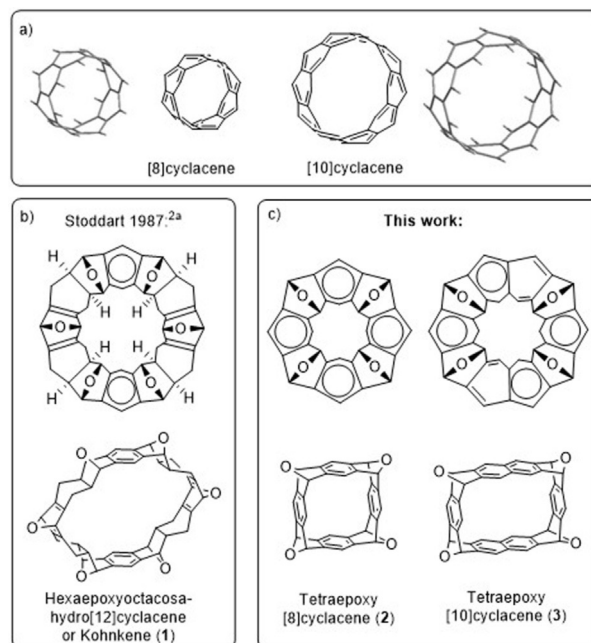 a)
[8]cyclacene
[10]cyclacene
b)
Stoddart 1987:2a
H
H
O
O
H
H
O
O
H
H
O
O
H
H
O
O
O
O
O
O
Hexaepoxyoctacosa-
hydro[12]cyclacene
or Kohnkene (1)
c)
This work:
O
O
O
O
O
O
O
O
O
O
O
O
Tetraepoxy
[8]cyclacene (2)
O
O
O
O
Tetraepoxy
[10]cyclacene (3)